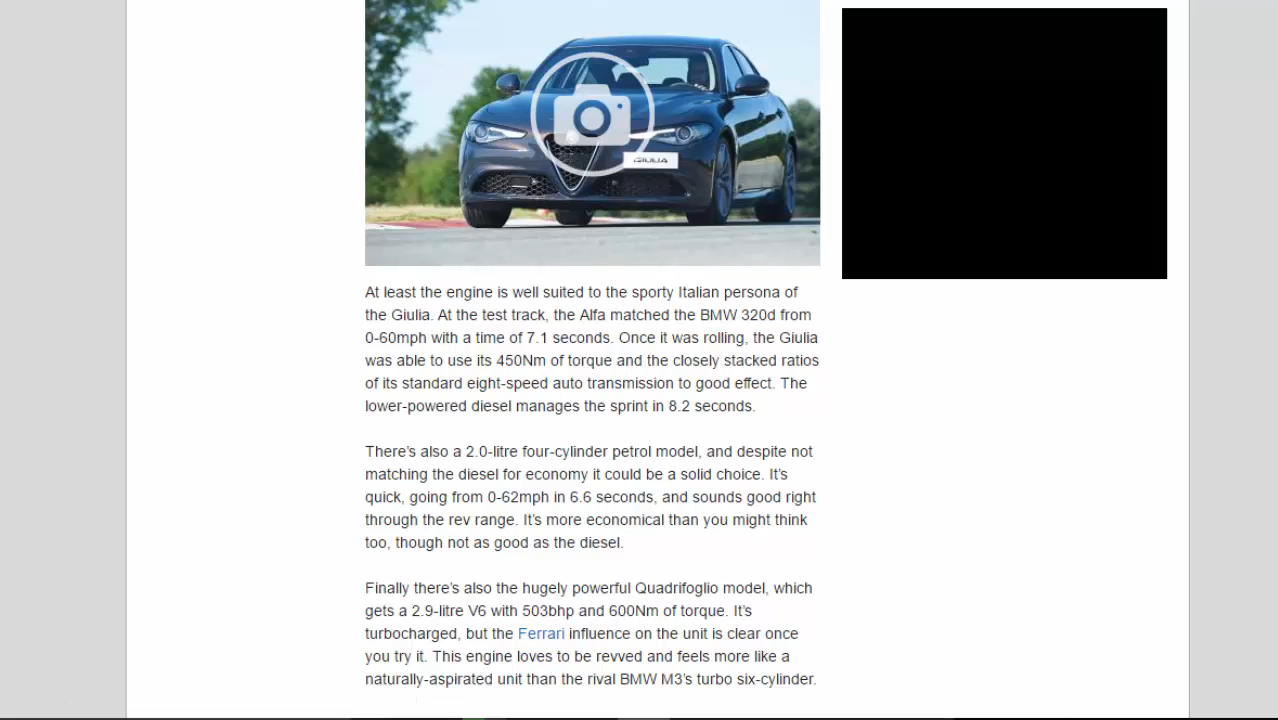 GIULIA
At least the engine is well suited to the sporty Italian persona of
the Giulia. At the test track, the Alfa matched the BMW 320d from
0-60mph with a time of 7.1 seconds. Once it was rolling, the Giulia
was able to use its 450Nm of torque and the closely stacked ratios
of its standard eight-speed auto transmission to good effect. The
lower-powered diesel manages the sprint in 8.2 seconds.
There's also a 2.0-litre four-cylinder petrol model, and despite not
matching the diesel for economy it could be a solid choice. It's
quick, going from 0-62mph in 6.6 seconds, and sounds good right
through the rev range. It's more economical than you might think
too, though not as good as the diesel.
Finally there's also the hugely powerful Quadrifoglio model, which
gets a 2.9-litre V6 with 503bhp and 600Nm of torque. It's
turbocharged, but the Ferrari influence on the unit is clear once
you try it. This engine loves to be revved and feels more like a
naturally-aspirated unit than the rival BMW M3's turbo six-cylinder.